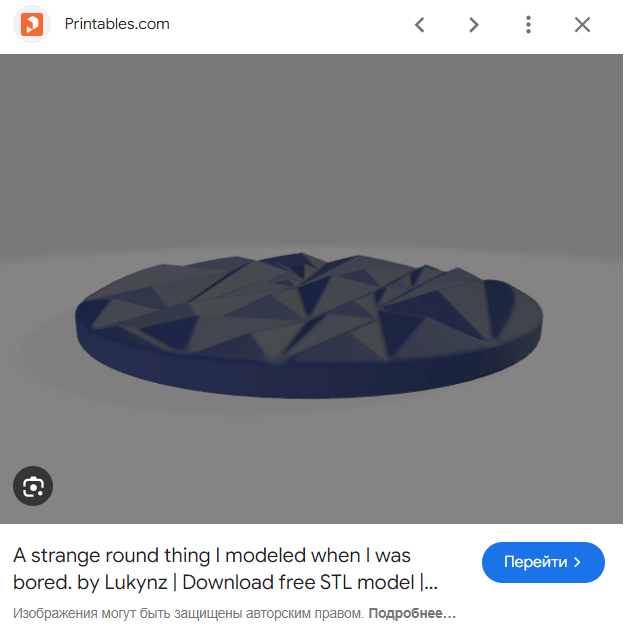 Printables.com
A strange round thing I modeled when I was
bored. by Lukynz | Download free STL model |...
Перейти
Изображения могут быть защищены авторским правом. Подробнее...